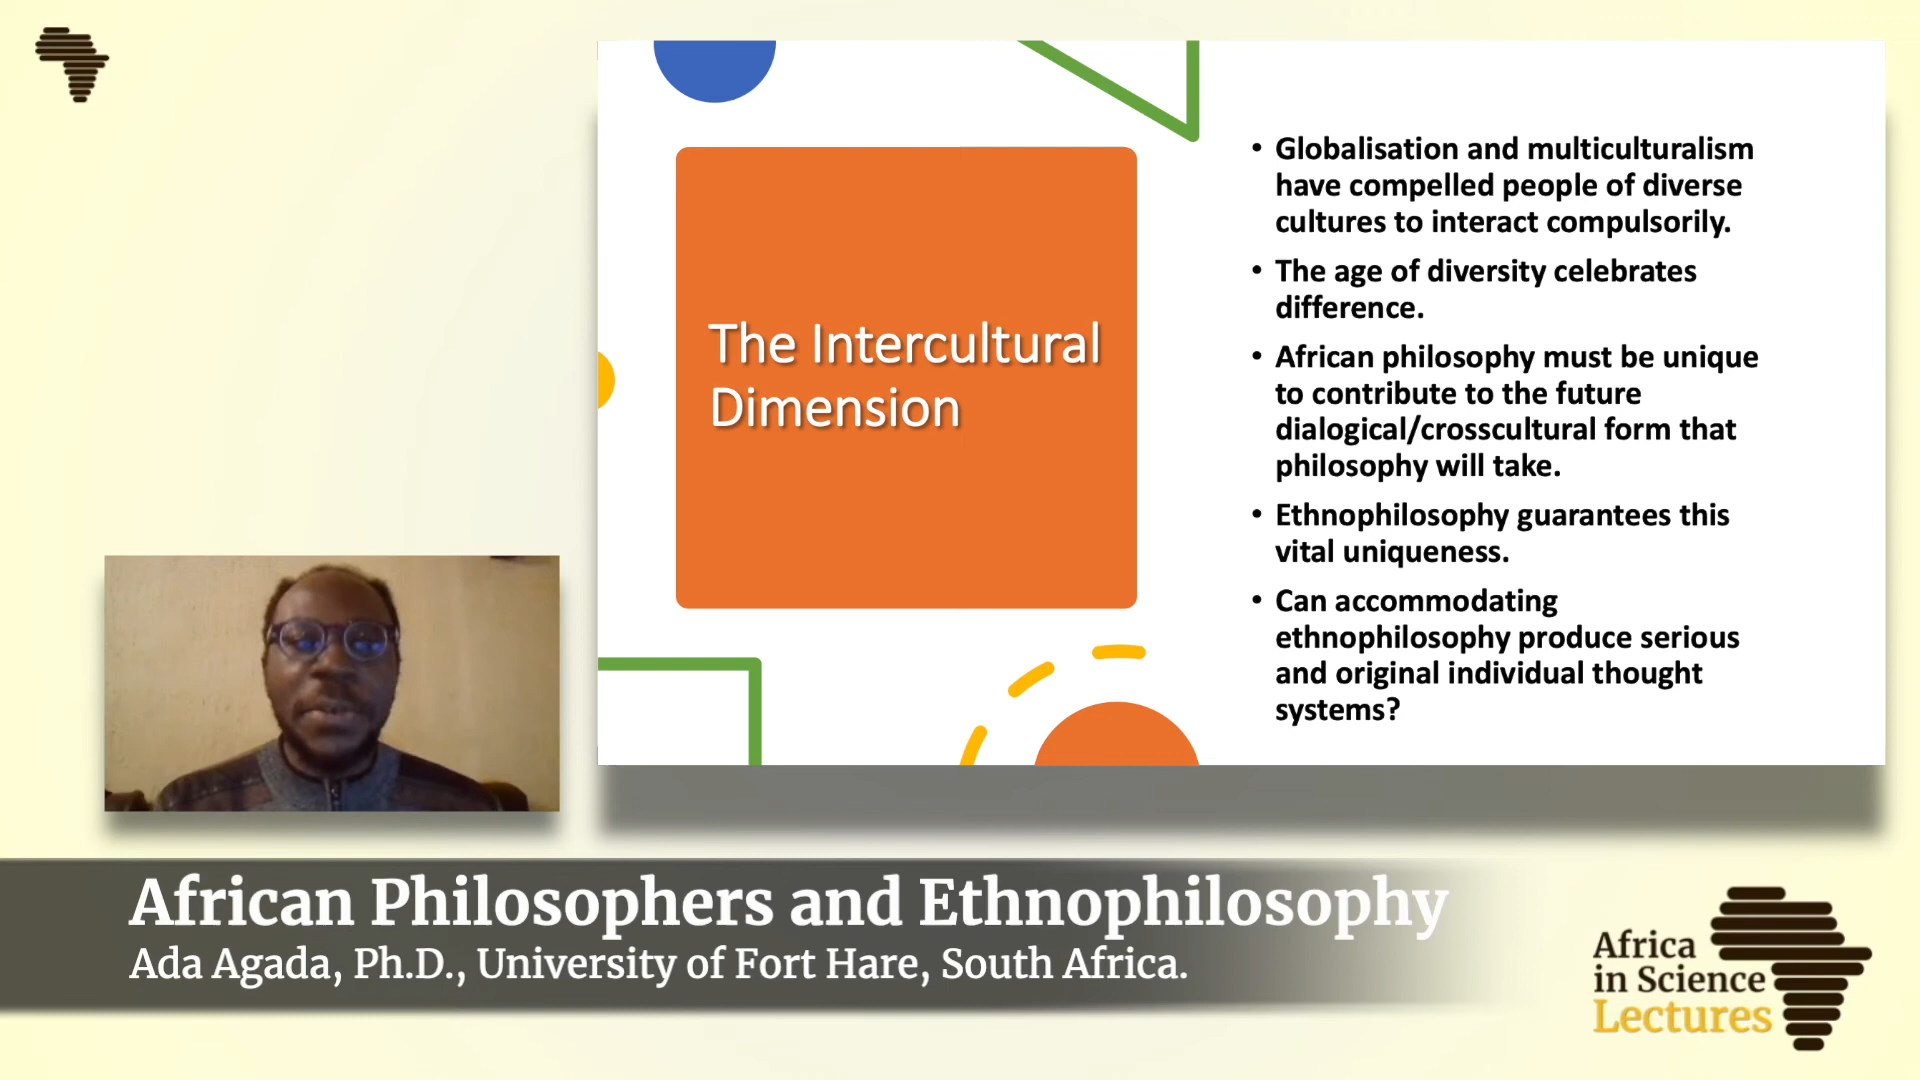 The Intercultural
Dimension
• Globalisation and multiculturalism
have compelled people of diverse
cultures to interact compulsorily.
• The age of diversity celebrates
difference.
• African philosophy must be unique
to contribute to the future
dialogical/crosscultural form that
philosophy will take.
• Ethnophilosophy guarantees this
vital uniqueness.
• Can accommodating
ethnophilosophy produce serious
and original individual thought
systems?
African Philosophers and Ethnophilosophy
Ada Agada, Ph.D., University of Fort Hare, South Africa.
Africa
in Science
Lectures